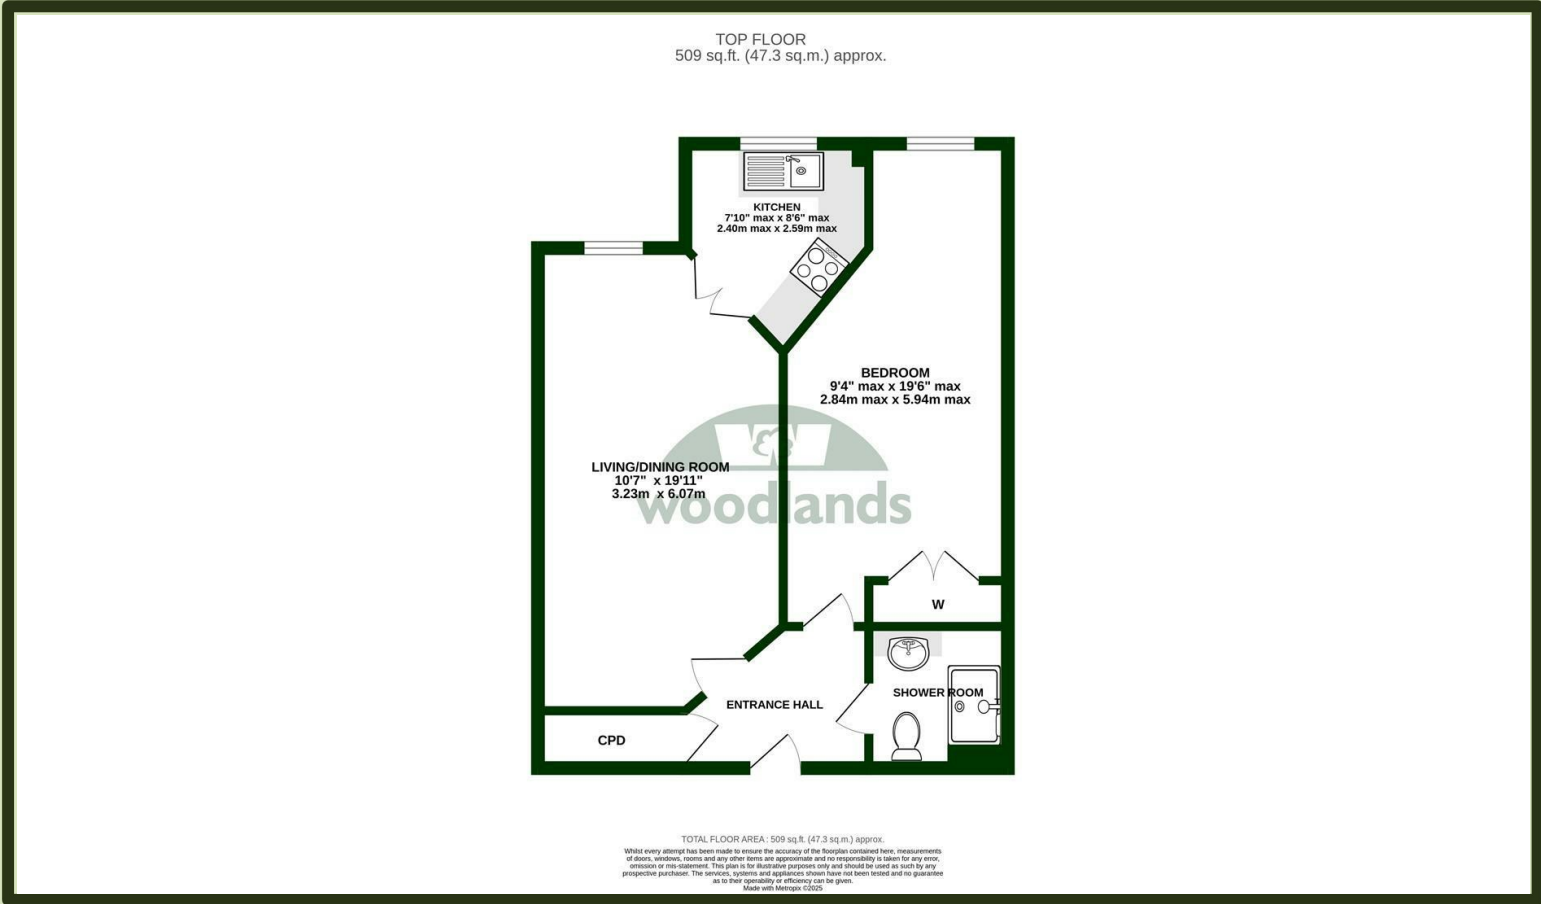 TOP FLOOR
509 sq.ft. (47.3 sq.m.) approx.
KITCHEN
7'10" max x 8'6" max
2.40m max x 2.59m max
BEDROOM
9'4" max x 19'6" max
2.84m max x 5.94m max
LIVING/DINING ROOM
10'7" x 19'11"
3.23m x 6.07m
woodlands
W
SHOWER ROOM
ENTRANCE HALL
CPD
TOTAL FLOOR AREA : 509 sq.ft. (47.3 sq.m.) approx.
Whilst every attempt has been made to ensure the accuracy of the floorplan contained here, measurements
of doors, windows, rooms and any other items are approximate and no responsibility is taken for any error,
omission or mis-statement. This plan is for illustrative purposes only and should be used as such by any
prospective purchaser. The services, systems and appliances shown have not been tested and no guarantee
as to their operability or efficiency can be given.
Made with Metropix ©2025